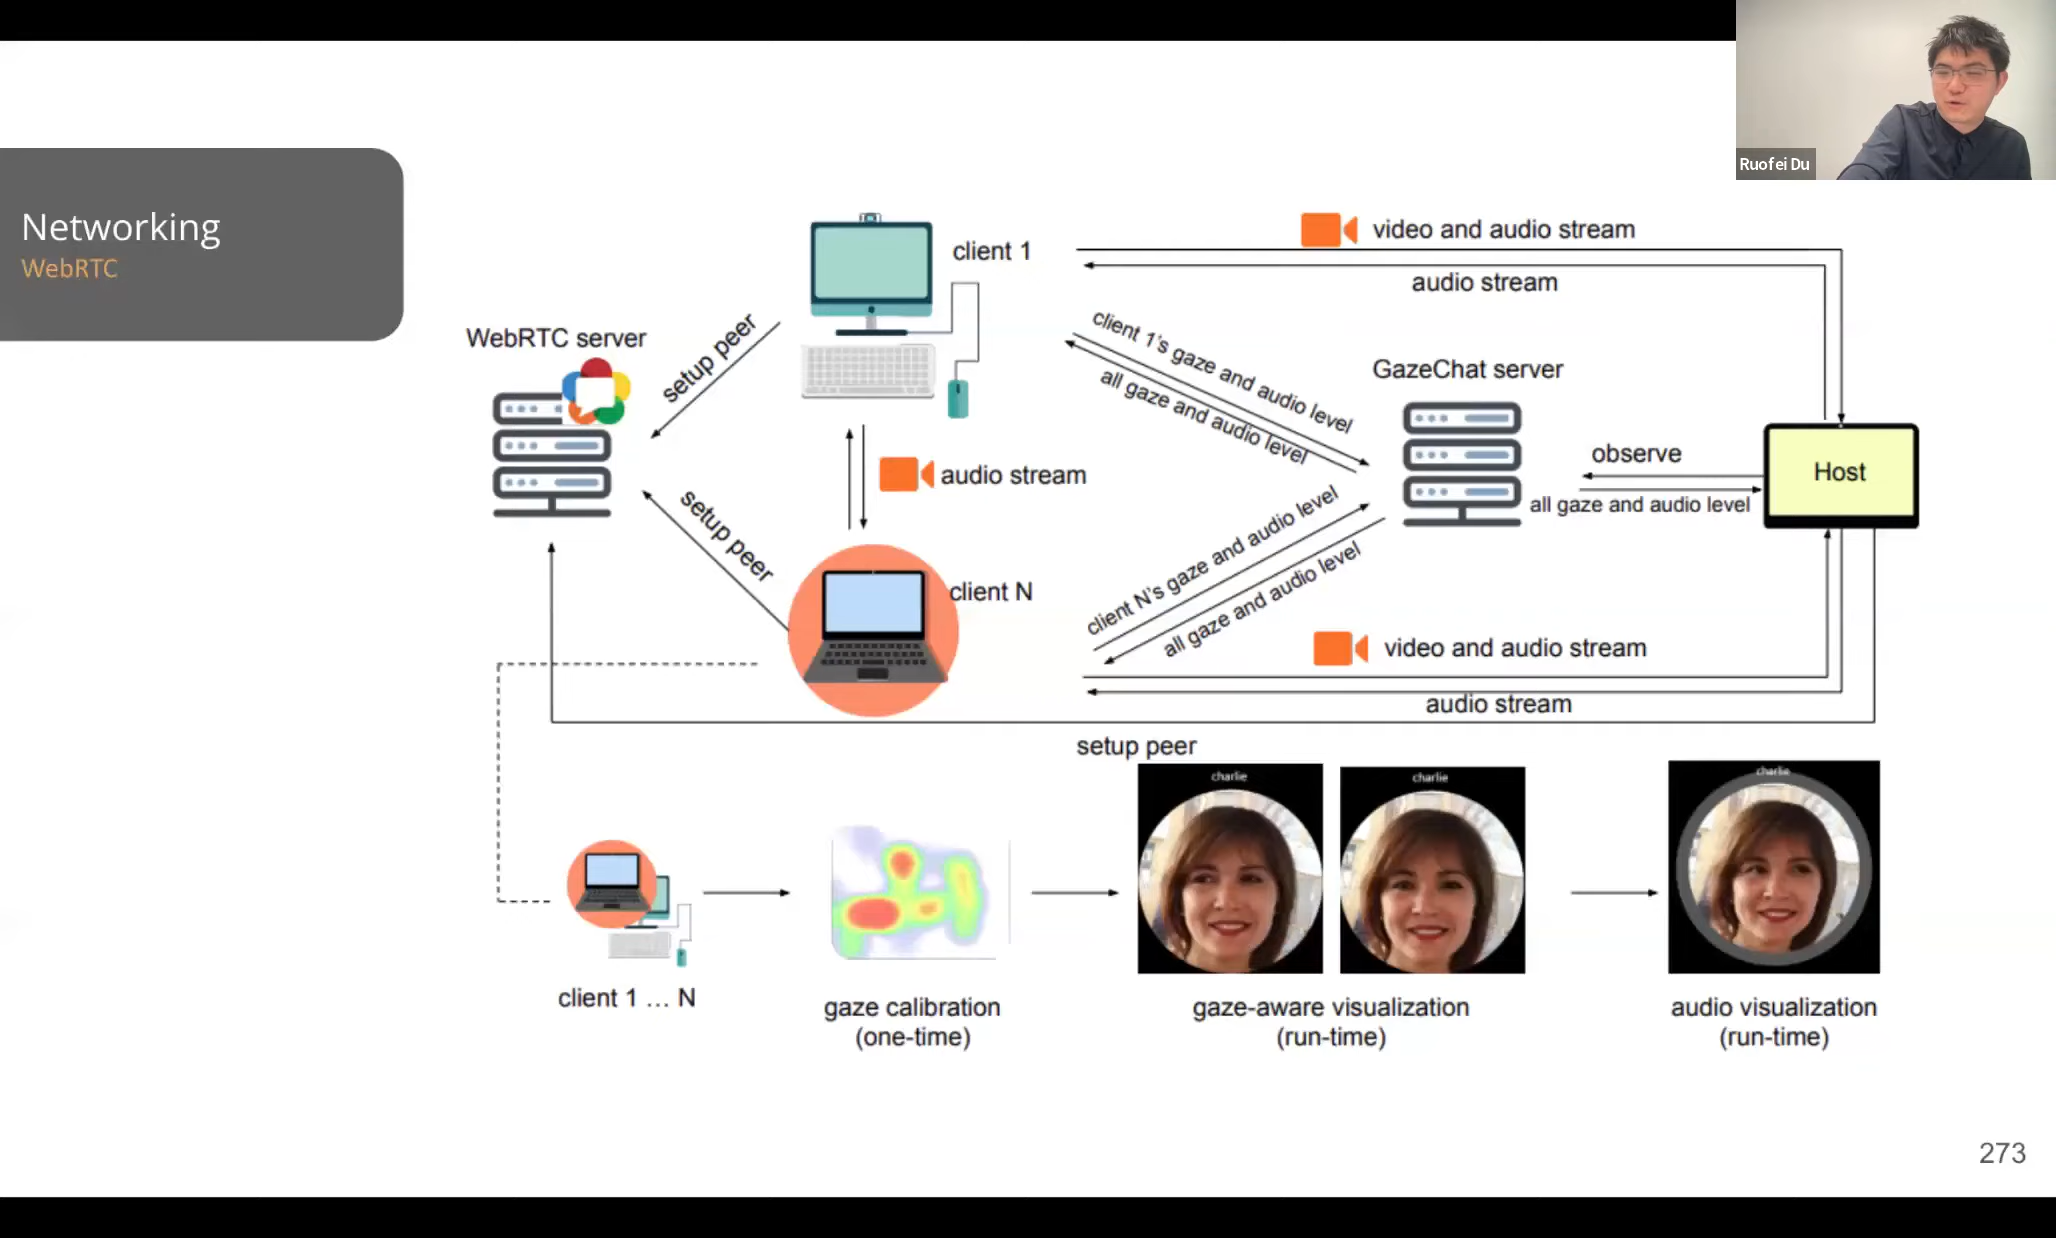 Ruofei Du
Networking
WebRTC
client 1
video and audio stream
audio stream
WebRTC server
setup peer
client 1's gaze and audio level
all gaze and audio level
GazeChat server
observe
Host
all gaze and audio level
audio stream
setup peer
client N
client N's gaze and audio level
all gaze and audio level
video and audio stream
audio stream
setup peer
charlie
charlie
charlie
client 1 ... N
gaze calibration
(one-time)
gaze-aware visualization
(run-time)
audio visualization
(run-time)
273